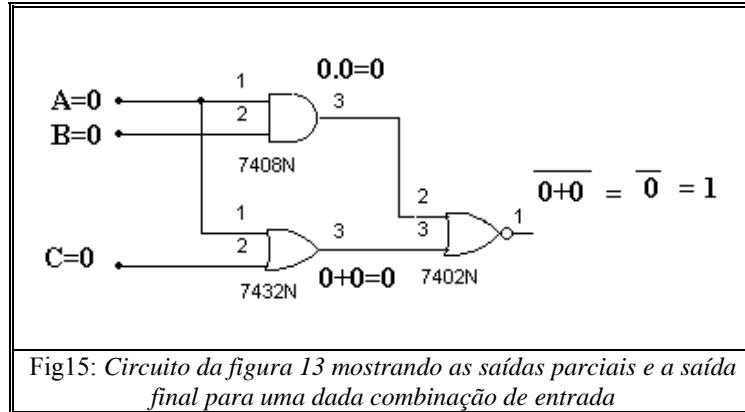 0.0=0
1
A=0
3
2
B=0
7408N
0+0 = 0 = 1
2
1
1
3
3
2
C=0
7432N
0+0=0
7402N
Fig15: Circuito da figura 13 mostrando as saídas parciais e a saída
final para uma dada combinação de entrada